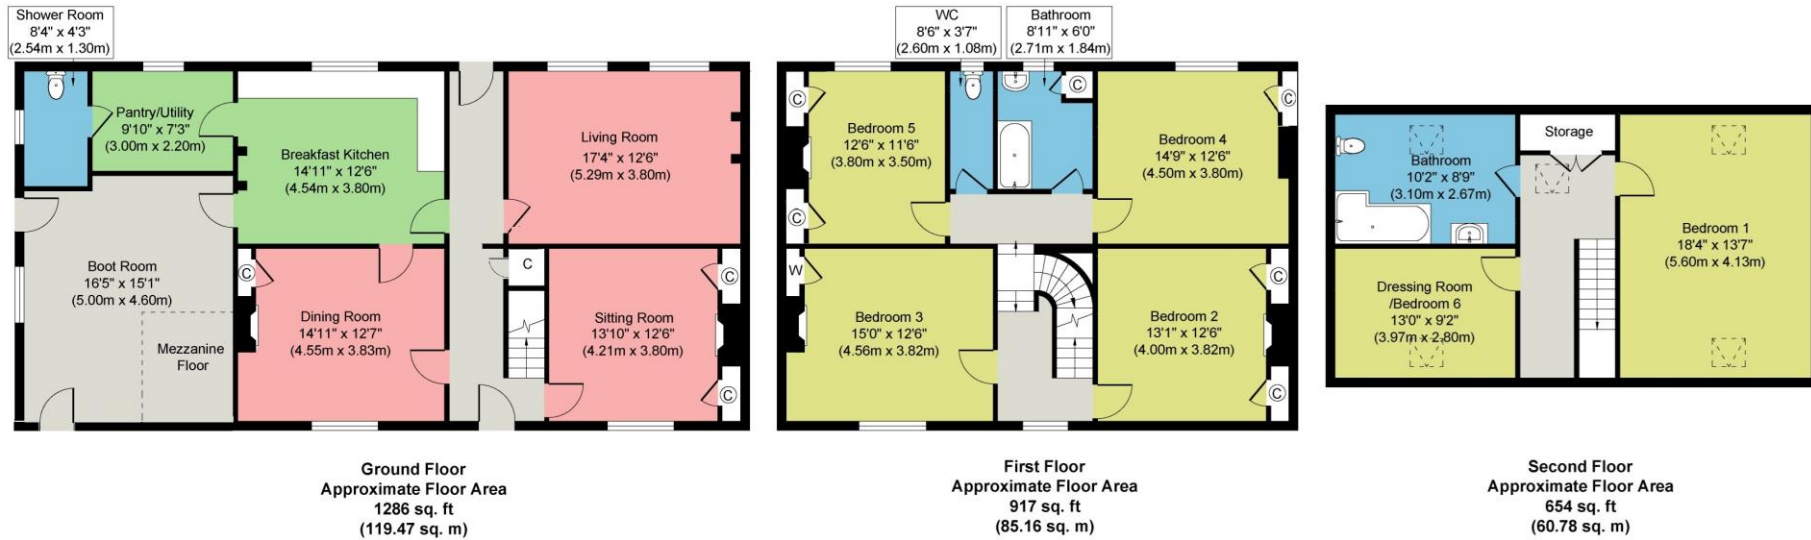 Shower Room
8'4" x 4'3"
(2.54m x 1.30m)
Pantry/Utility
9'10" x 7'3"
(3.00m x 2.20m)
Breakfast Kitchen
14'11" x 12'6"
(4.54m x 3.80m)
Living Room
17'4" x 12'6"
(5.29m x 3.80m)
Boot Room
16'5" x 15'1"
(5.00m x 4.60m)
Mezzanine
Floor
C
Dining Room
14'11" x 12'7"
(4.55m x 3.83m)
C
Sitting Room
13'10" x 12'6"
(4.21m x 3.80m)
C
C
Ground Floor
Approximate Floor Area
1286 sq. ft
(119.47 sq. m)
WC
8'6" x 3'7"
(2.60m x 1.08m)
Bathroom
8'11" x 6'0"
(2.71m x 1.84m)
C
C
Bedroom 5
12'6" x 11'6"
(3.80m x 3.50m)
C
Bedroom 4
14'9" x 12'6"
(4.50m x 3.80m)
C
W
Bedroom 3
15'0" x 12'6"
(4.56m x 3.82m)
Bedroom 2
13'1" x 12'6"
(4.00m x 3.82m)
C
C
First Floor
Approximate Floor Area
917 sq. ft
(85.16 sq. m)
Storage
Bathroom
10'2" x 8'9"
(3.10m x 2.67m)
Bedroom 1
18'4" x 13'7"
(5.60m x 4.13m)
Dressing Room
/Bedroom 6
13'0" x 9'2"
(3.97m x 2.80m)
Second Floor
Approximate Floor Area
654 sq. ft
(60.78 sq. m)